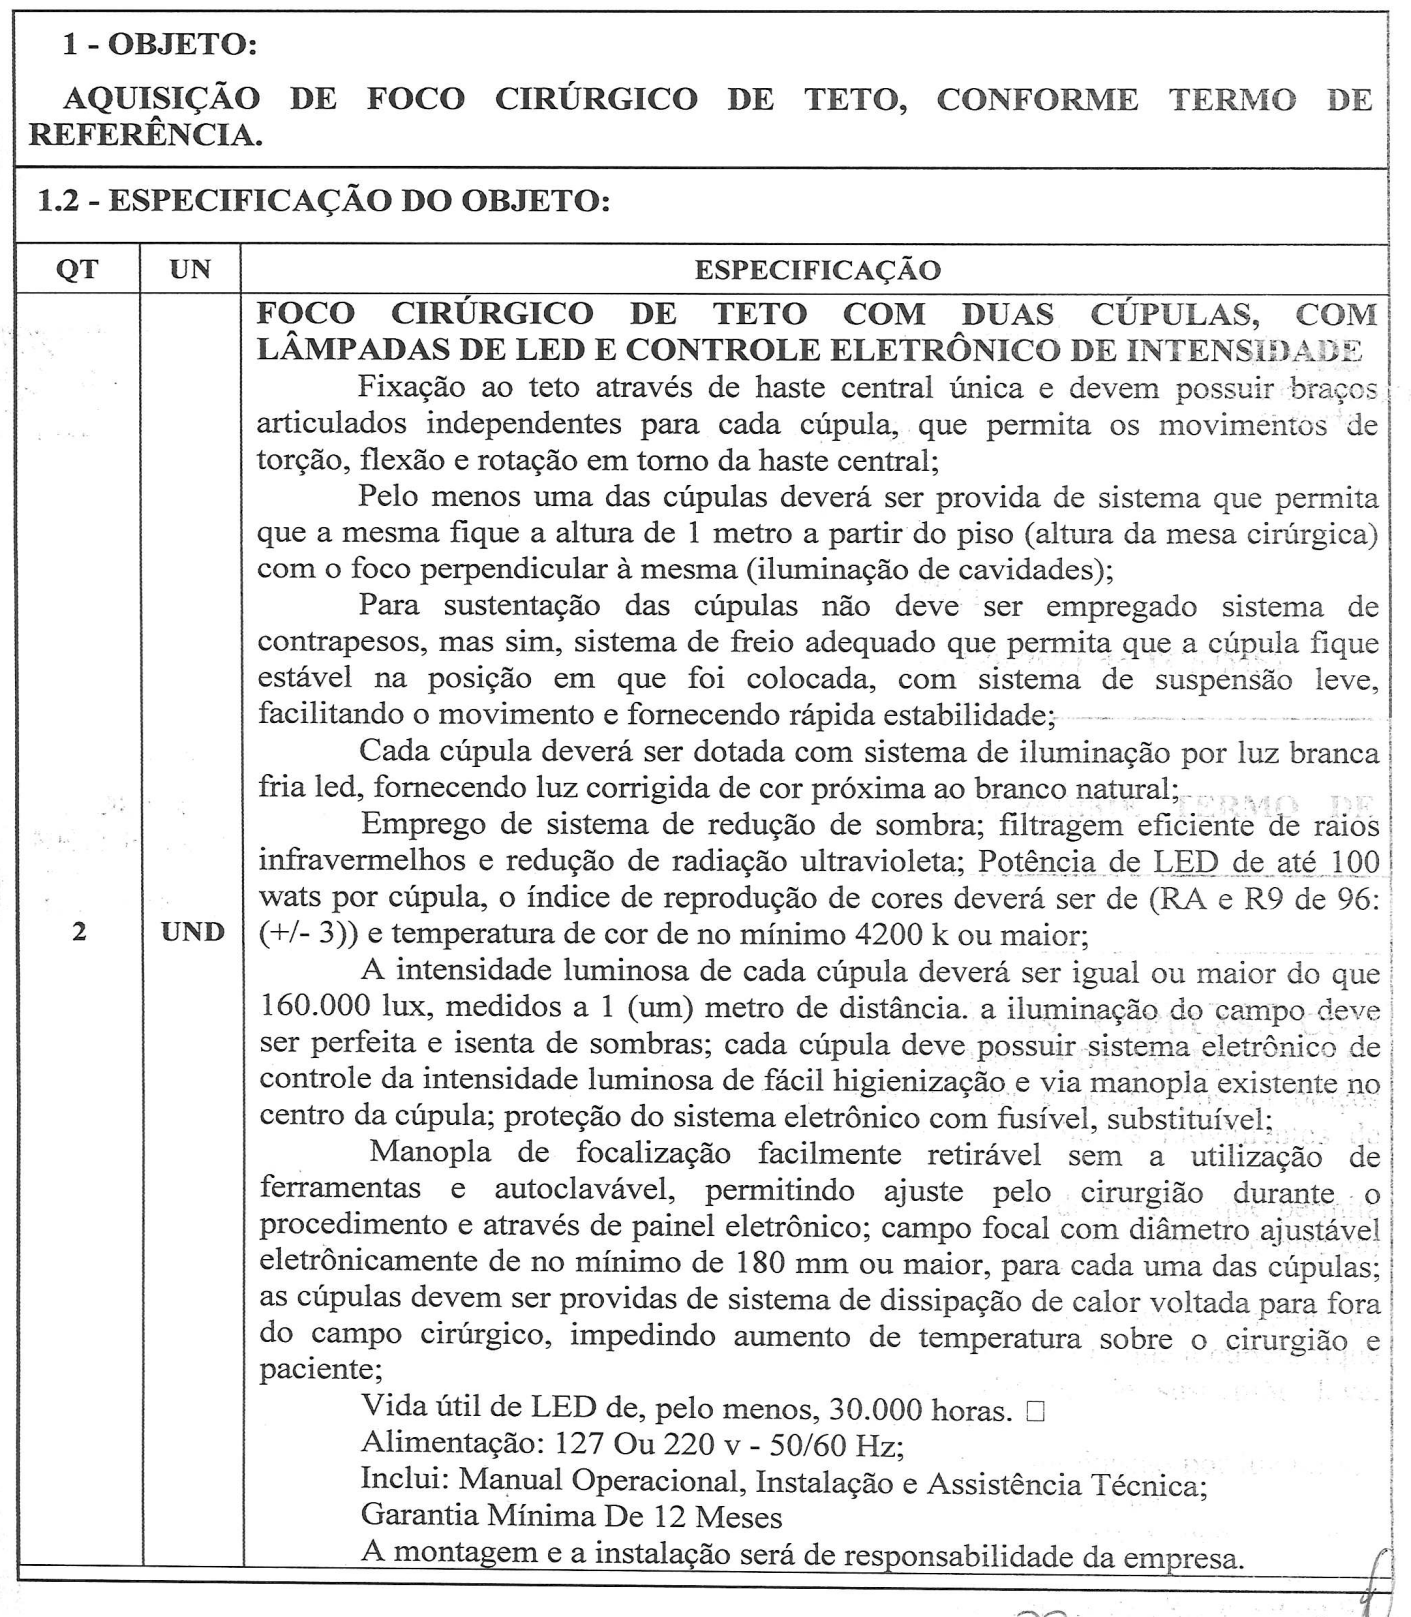 1 - OBJETO:
AQUISIÇÃO DE FOCO CIRÚRGICO DE TETO, CONFORME TERMO DE
REFERÊNCIA.
1.2 - ESPECIFICAÇÃO DO OBJETO:
QT UN ESPECIFICAÇÃO
FOCO CIRÚRGICO DE TETO COM DUAS CÚPULAS, COM
LÂMPADAS DE LED E CONTROLE ELETRÔNICO DE INTENSIDADE
Fixação ao teto através de haste central única e devem possuir braços
articulados independentes para cada cúpula, que permita os movimentos de
torção, flexão e rotação em torno da haste central;
Pelo menos uma das cúpulas deverá ser provida de sistema que permita
que a mesma fique a altura de 1 metro a partir do piso (altura da mesa cirúrgica)
com o foco perpendicular à mesma (iluminação de cavidades);
Para sustentação das cúpulas não deve ser empregado sistema de
contrapesos, mas sim, sistema de freio adequado que permita que a cúpula fique
estável na posição em que foi colocada, com sistema de suspensão leve,
facilitando o movimento e fornecendo rápida estabilidade;
Cada cúpula deverá ser dotada com sistema de iluminação por luz branca
fria led, fornecendo luz corrigida de cor próxima ao branco natural;
Emprego de sistema de redução de sombra; filtragem eficiente de raios
infravermelhos e redução de radiação ultravioleta; Potência de LED de até 100
wats por cúpula, o índice de reprodução de cores deverá ser de (RA e R9 de 96:
2 UND (+/- 3)) e temperatura de cor de no mínimo 4200 k ou maior;
A intensidade luminosa de cada cúpula deverá ser igual ou maior do que
160.000 lux, medidos a 1 (um) metro de distância. a iluminação do campo deve
ser perfeita e isenta de sombras; cada cúpula deve possuir sistema eletrônico de
controle da intensidade luminosa de fácil higienização e via manopla existente no
centro da cúpula; proteção do sistema eletrônico com fusível, substituível;
Manopla de focalização facilmente retirável sem a utilização de
ferramentas e autoclavável, permitindo ajuste pelo cirurgião durante o
procedimento e através de painel eletrônico; campo focal com diâmetro ajustável
eletrônicamente de no mínimo de 180 mm ou maior, para cada uma das cúpulas;
as cúpulas devem ser providas de sistema de dissipação de calor voltada para fora
do campo cirúrgico, impedindo aumento de temperatura sobre o cirurgião e
paciente;
Vida útil de LED de, pelo menos, 30.000 horas. □
Alimentação: 127 Ou 220 v - 50/60 Hz;
Inclui: Manual Operacional, Instalação e Assistência Técnica;
Garantia Mínima De 12 Meses
A montagem e a instalação será de responsabilidade da empresa.